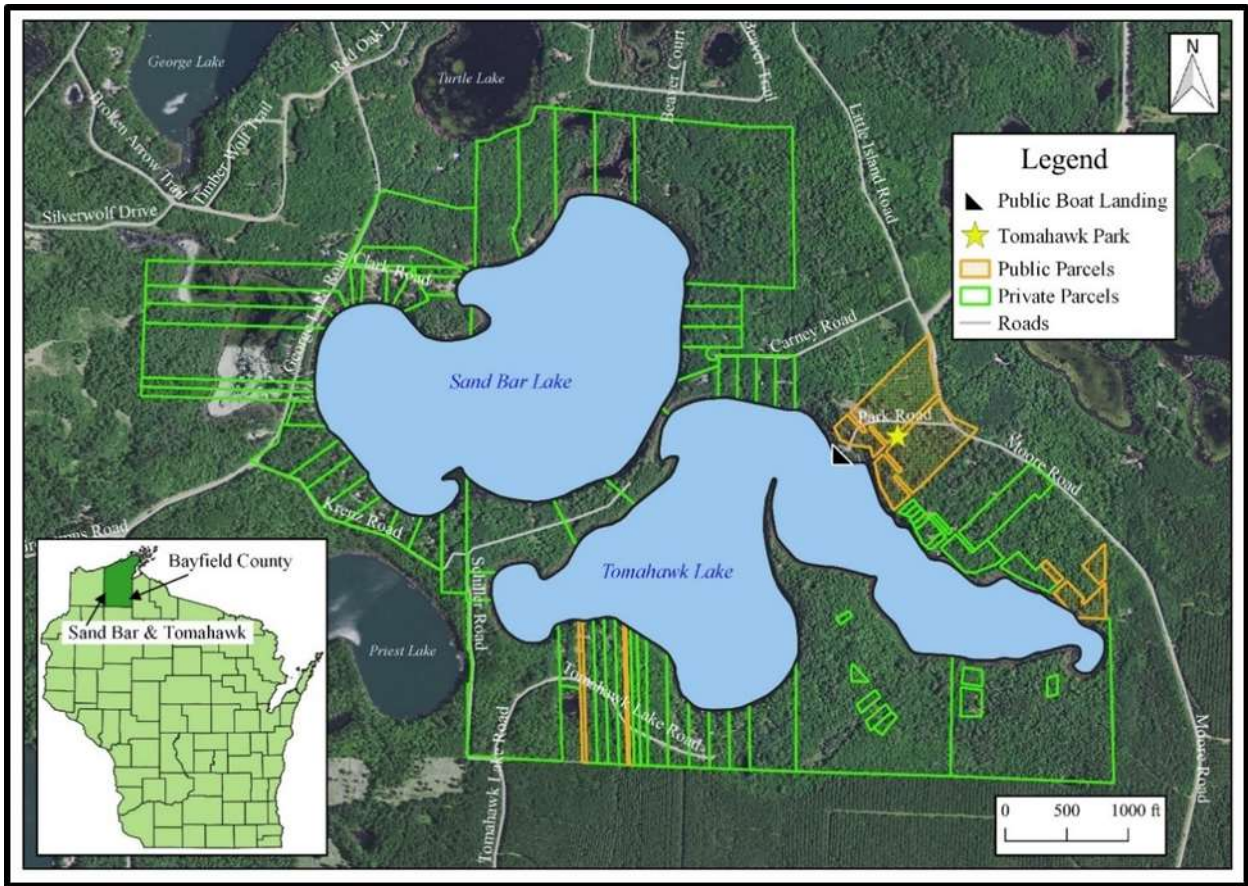 George Lake
Red Oak D
Turtle Lake
Beaver Court
Beaver Trail
Broken Arrow Trail
Timber Wolf Trail
Silverwolf Drive
Little Island Road
N
Legend
Public Boat Landing
Tomahawk Park
Public Parcels
Private Parcels
Roads
Clark Road
George Lake Road
Carney Road
Sand Bar Lake
Park Road
Moore Road
Krenz Road
Road
Schiller Road
Tomahawk Lake
Priest Lake
Tomahawk Lake Road
Tomahawk Lake Road
Moore Road
Bayfield County
Sand Bar & Tomahawk
0 500 1000 ft